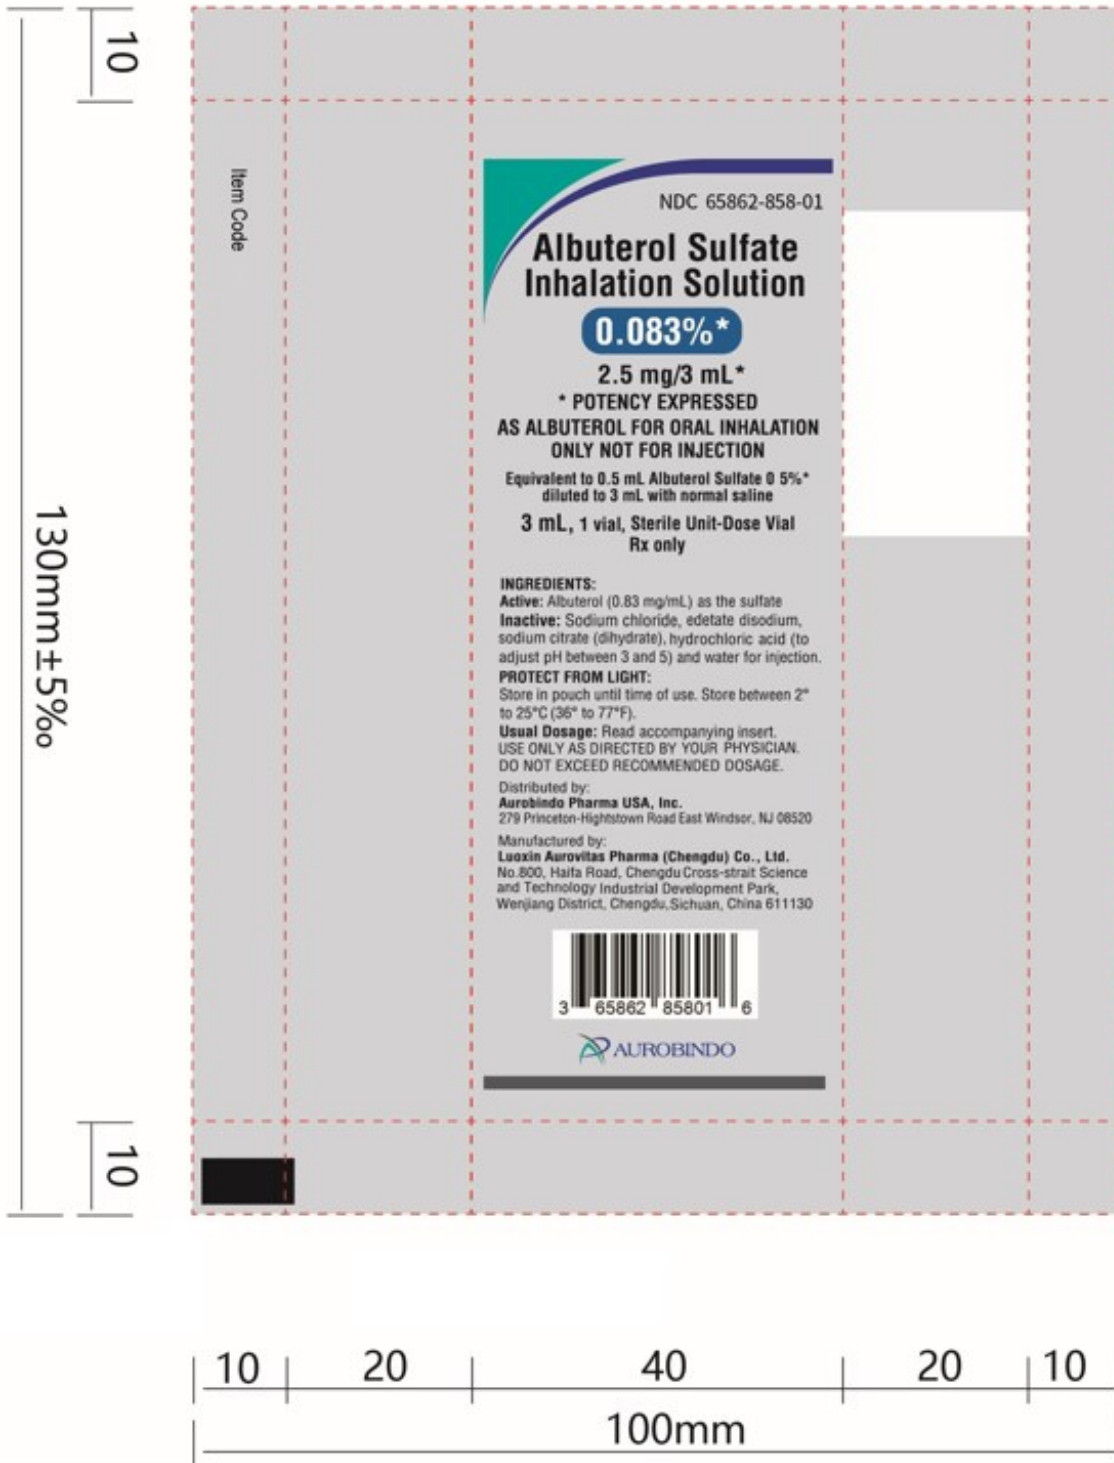 10
Item Code
NDC 65862-858-01
Albuterol Sulfate
Inhalation Solution
0.083%*
2.5 mg/3 mL*
* POTENCY EXPRESSED
AS ALBUTEROL FOR ORAL INHALATION
ONLY NOT FOR INJECTION
Equivalent to 0.5 mL Albuterol Sulfate 0 5%*
diluted to 3 mL with normal saline
3 mL, 1 vial, Sterile Unit-Dose Vial
Rx only
INGREDIENTS:
Active: Albuterol (0.83 mg/mL) as the sulfate
Inactive: Sodium chloride, edetate disodium,
sodium citrate (dihydrate), hydrochloric acid (to
adjust pH between 3 and 5) and water for injection.
PROTECT FROM LIGHT:
Store in pouch until time of use. Store between 2°
to 25°C (36° to 77°F).
Usual Dosage: Read accompanying insert.
USE ONLY AS DIRECTED BY YOUR PHYSICIAN.
DO NOT EXCEED RECOMMENDED DOSAGE.
Distributed by:
Aurobindo Pharma USA, Inc.
279 Princeton-Hightstown Road East Windsor, NJ 08520
Manufactured by:
Luoxin Aurovitas Pharma (Chengdu) Co., Ltd.
No.800, Haifa Road, Chengdu Cross-strait Science
and Technology Industrial Development Park,
Wenjiang District, Chengdu, Sichuan, China 611130
3 65862 85801 6
AUROBINDO
130mm±5‰
10
10 20 40 20 10
100mm